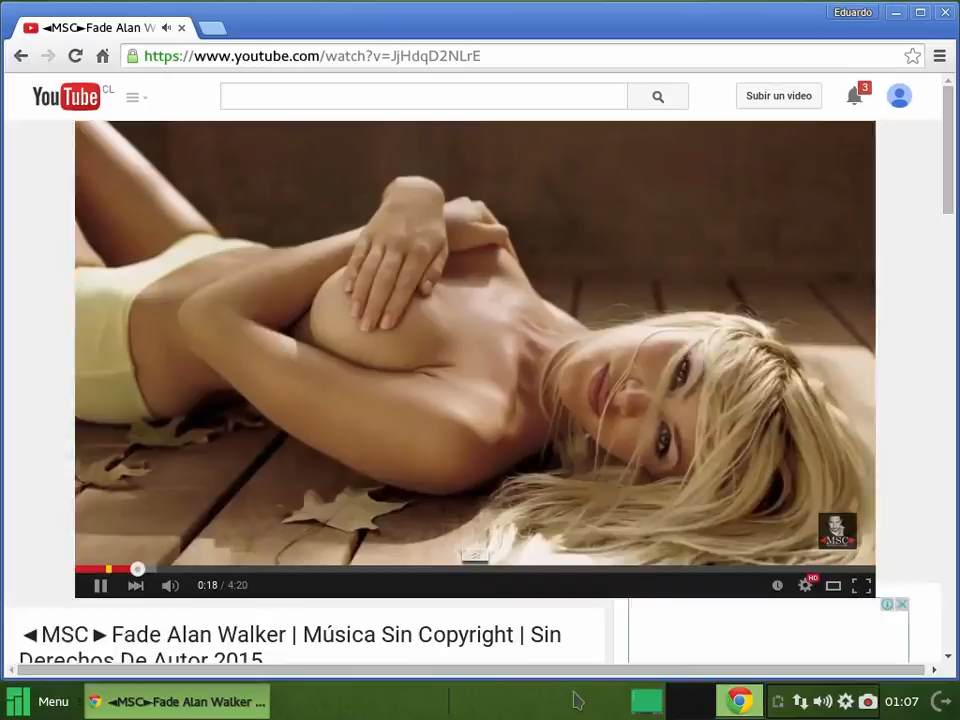 Eduardo
◄MSC►Fade Alan W
https://www.youtube.com/watch?v=JjHdqD2NLrE
YouTube CL
Subir un video
3
MSC
0:18 / 4:20
HD
◄MSC►Fade Alan Walker | Música Sin Copyright | Sin
Derechos De Autor 2015
Menu
◄MSC►Fade Alan Walker ...
01:07